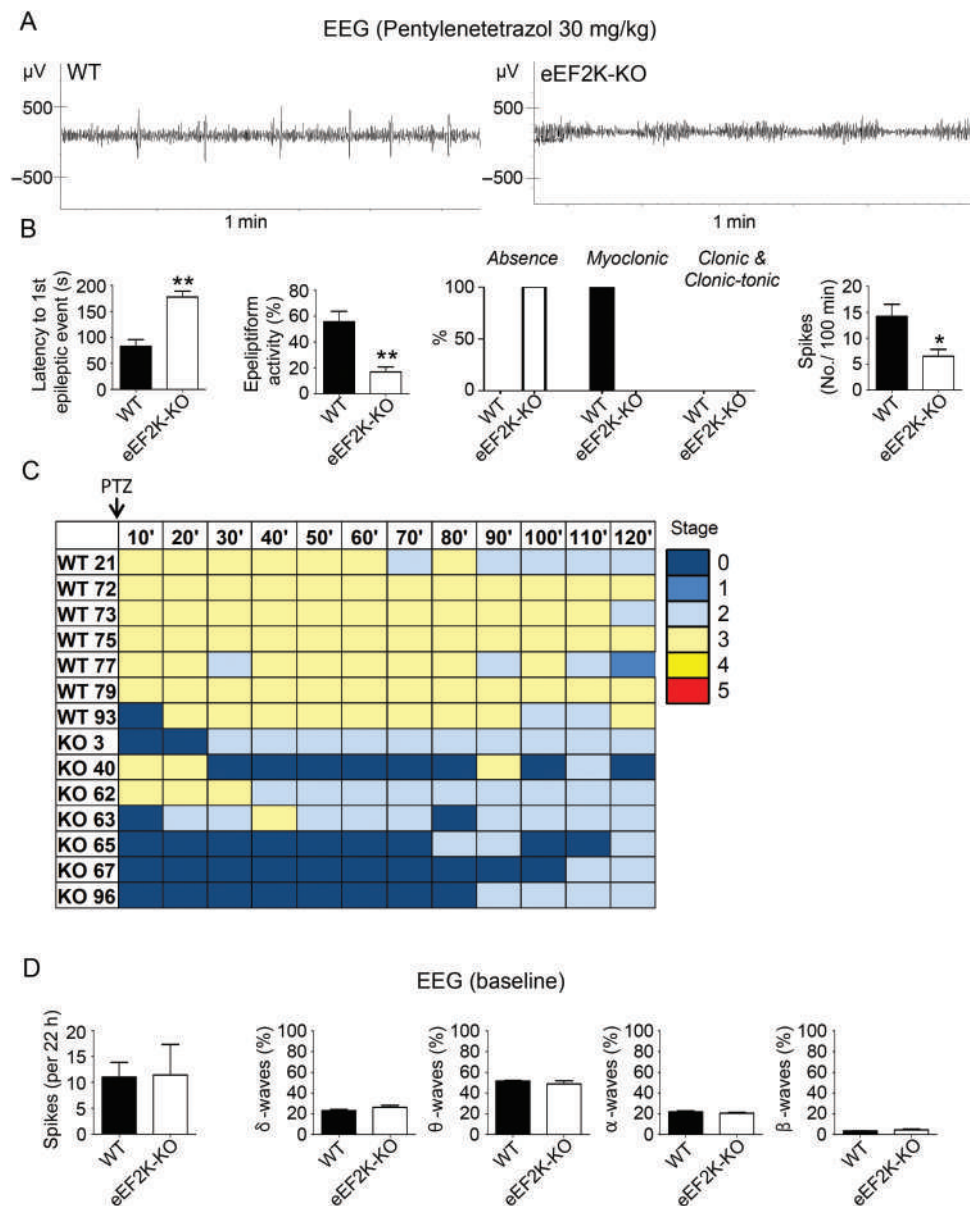 A
EEG (Pentylenetetrazol 30 mg/kg)
µV
WT
500
–500
1 min
µV
eEF2K-KO
500
–500
1 min
B
Latency to 1st
epileptic event (s)
200
150
100
50
0
**
WT
eEF2K-KO
Epeliptiform
activity (%)
80
60
40
20
0
**
WT
eEF2K-KO
Absence
Myoclonic
Clonic &
Clonic-tonic
%
100
50
0
WT
eEF2K-KO
WT
eEF2K-KO
WT
eEF2K-KO
Spikes
(No./ 100 min)
20
15
10
5
0
*
WT
eEF2K-KO
C
PTZ
10' 20' 30' 40' 50' 60' 70' 80' 90' 100' 110' 120'
WT 21
WT 72
WT 73
WT 75
WT 77
WT 79
WT 93
KO 3
KO 40
KO 62
KO 63
KO 65
KO 67
KO 96
Stage
0
1
2
3
4
5
D
EEG (baseline)
Spikes (per 22 h)
20
15
10
5
0
WT
eEF2K-KO
δ -waves (%)
100
80
60
40
20
0
WT
eEF2K-KO
θ -waves (%)
100
80
60
40
20
0
WT
eEF2K-KO
α -waves (%)
100
80
60
40
20
0
WT
eEF2K-KO
β -waves (%)
100
80
60
40
20
0
WT
eEF2K-KO